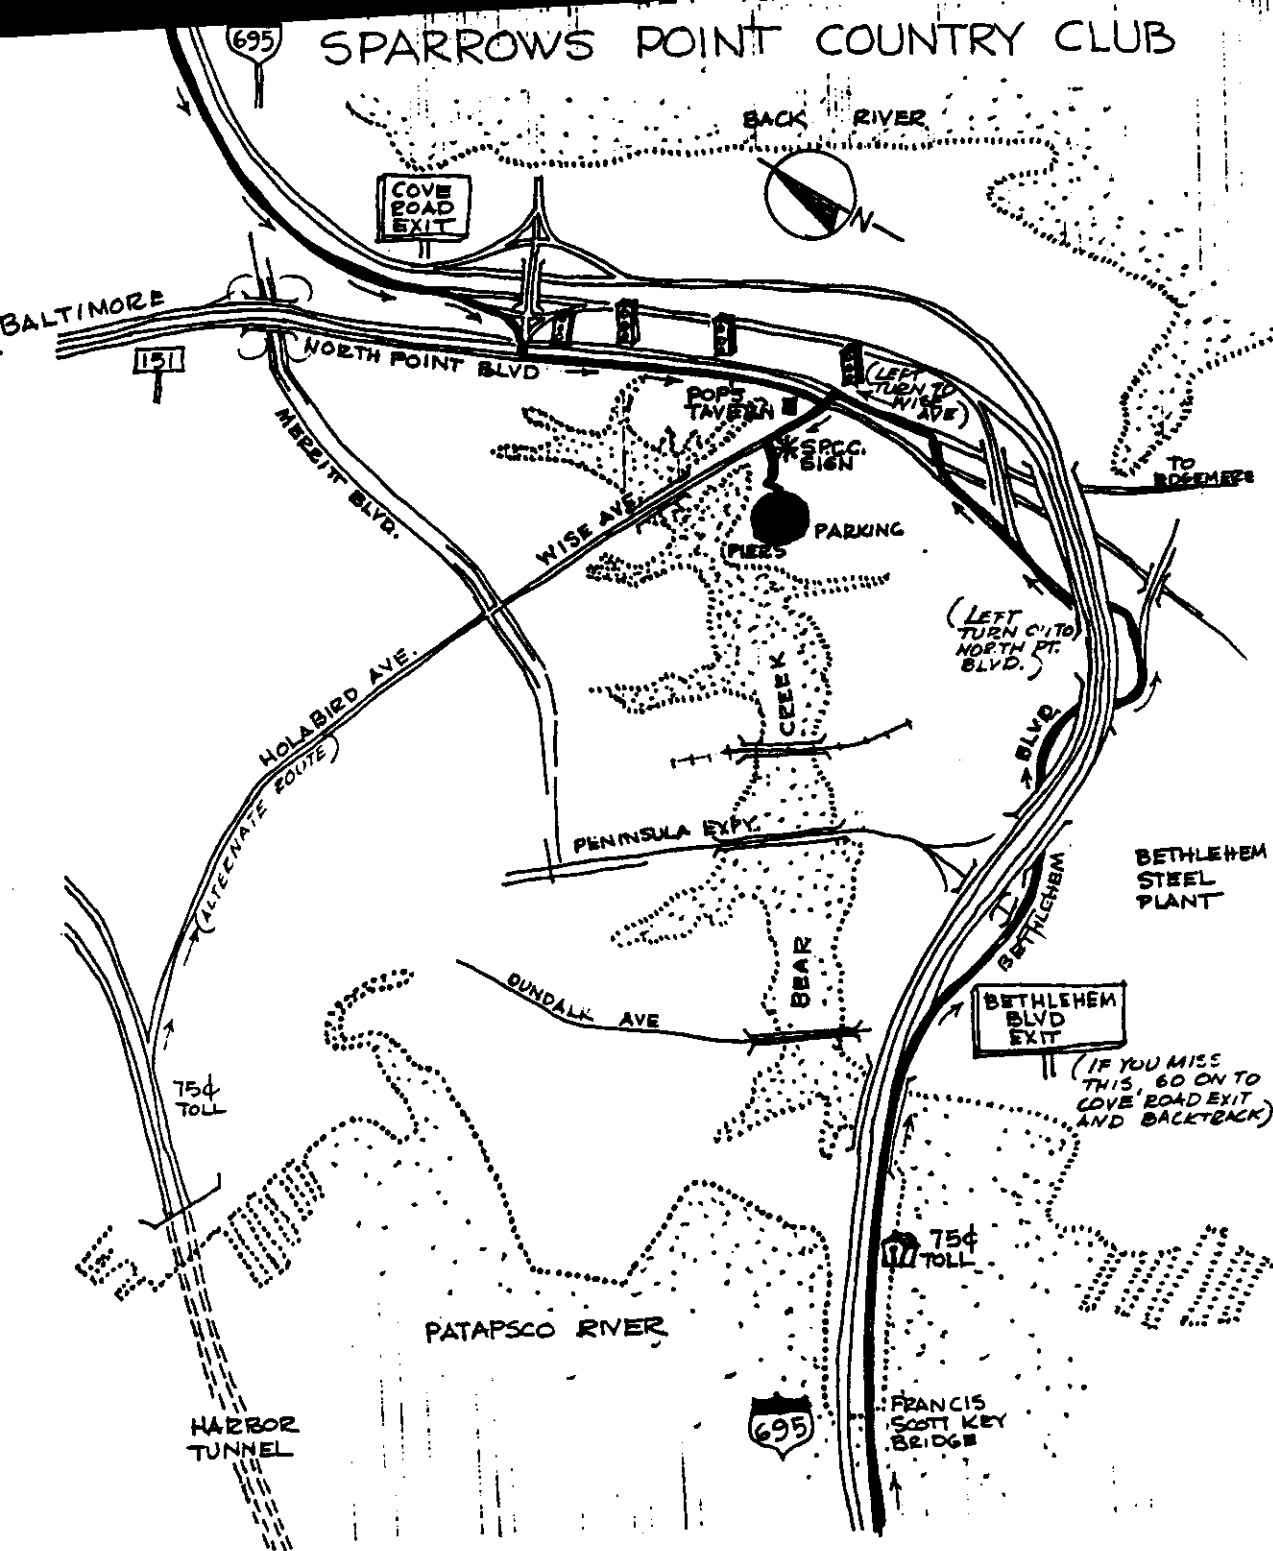 695
SPARROWS POINT COUNTRY CLUB
BACK RIVER
COVE
ROAD
EXIT
N
BALTIMORE
151
NORTH POINT BLVD
MERRITT BLVD.
POPS
TAVERN
(LEFT
TURN TO
WISE
AVE)
S.P.C.C.
SIGN
TO
EDGEMERE
WISE AVE.
PARKING
PIERS
(LEFT
TURN ONTO
NORTH PT.
BLVD.)
HOLABIRD AVE.
(ALTERNATE ROUTE)
CREEK
BLVD.
PENINSULA EXPY.
BETHLEHEM
STEEL
PLANT
BETHLEHEM
BEAR
DUNDALK AVE
BETHLEHEM
BLVD
EXIT
(IF YOU MISS
THIS, GO ON TO
COVE ROAD EXIT
AND BACKTRACK)
75¢
TOLL
75¢
TOLL
PATAPSCO RIVER
HARBOR
TUNNEL
695
FRANCIS
SCOTT KEY
BRIDGE